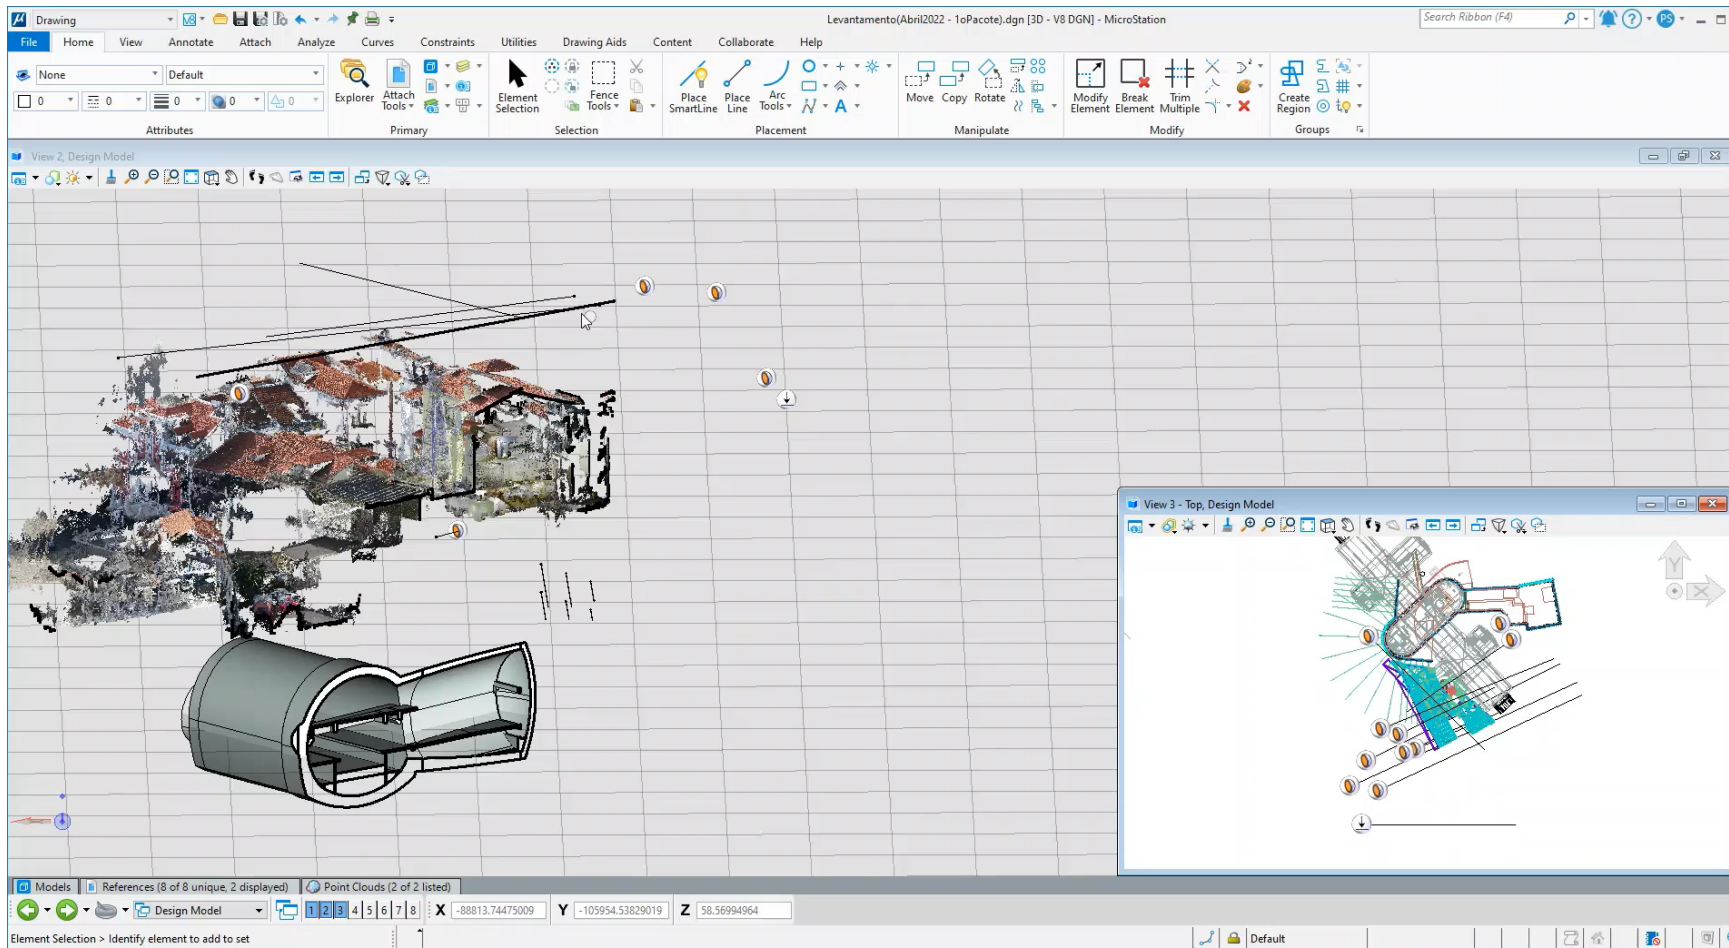 Drawing
Levantamento(Abril2022 - 1oPacote).dgn [3D - V8 DGN] - MicroStation
Search Ribbon (F4)
PS
File Home View Annotate Attach Analyze Curves Constraints Utilities Drawing Aids Content Collaborate Help
None Default
0 0 0 0 0
Attributes
Explorer Attach Tools
Primary
Element Selection Fence Tools
Selection
Place SmartLine Place Line Arc Tools
Placement
Move Copy Rotate
Manipulate
Modify Element Break Element Trim Multiple
Modify
Create Region
Groups
View 2, Design Model
View 3 - Top, Design Model
Y
X
Models References (8 of 8 unique, 2 displayed) Point Clouds (2 of 2 listed)
Design Model 1 2 3 4 5 6 7 8 X -88813.74475009 Y -105954.53829019 Z 58.56994964
Element Selection > Identify element to add to set Default